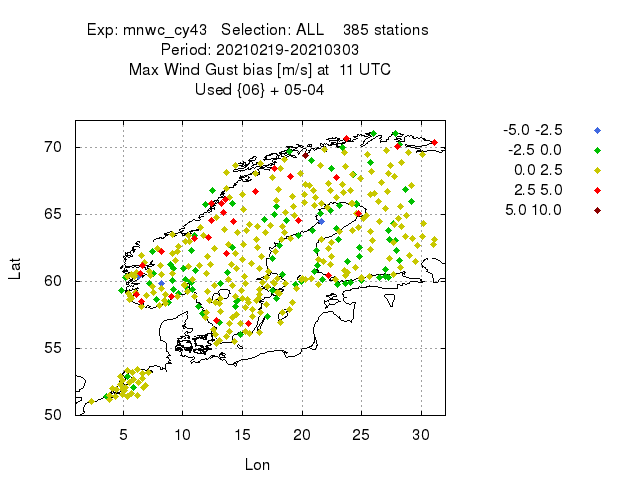 Exp: mnwc_cy43 Selection: ALL 385 stations
Period: 20210219-20210303
Max Wind Gust bias [m/s] at 11 UTC
Used {06} + 05-04
-5.0 -2.5
-2.5 0.0
0.0 2.5
2.5 5.0
5.0 10.0
70
65
60
55
50
Lat
5 10 15 20 25 30
Lon